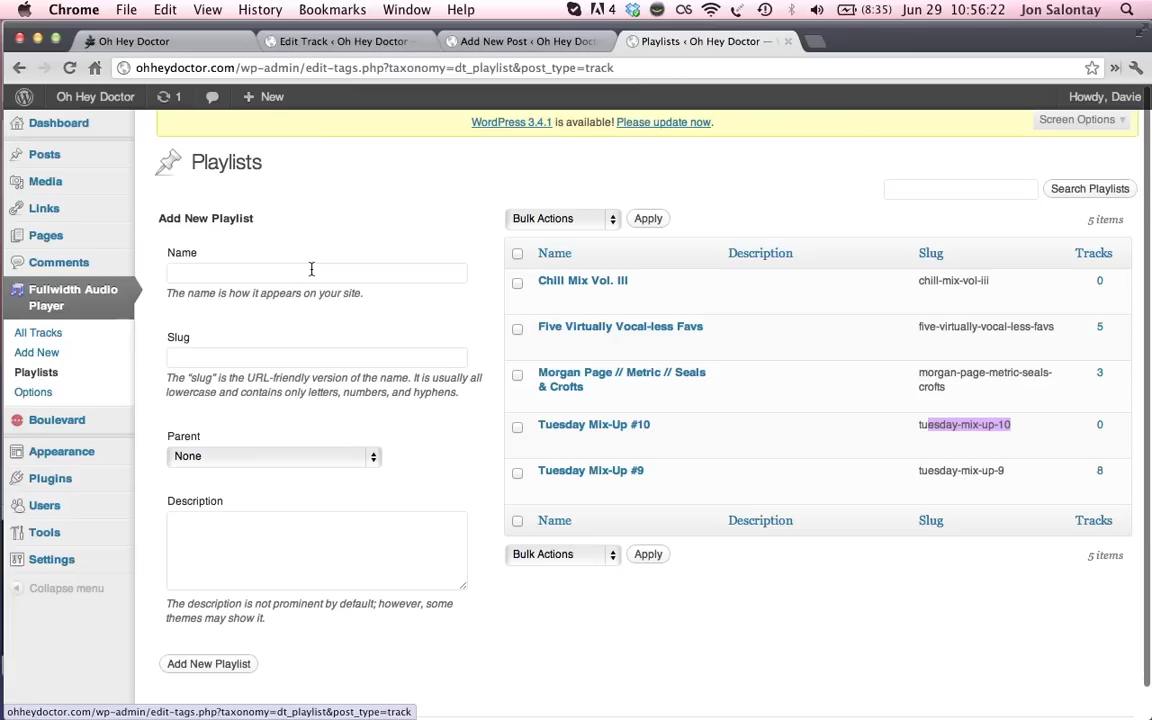 Chrome File Edit View History Bookmarks Window Help 4 (8:35) Jun 29 10:56:22 Jon Salontay
Oh Hey Doctor Edit Track ‹ Oh Hey Doctor — Add New Post ‹ Oh Hey Doct Playlists ‹ Oh Hey Doctor —
ohheydoctor.com/wp-admin/edit-tags.php?taxonomy=dt_playlist&post_type=track
Oh Hey Doctor 1 + New Howdy, Davie
WordPress 3.4.1 is available! Please update now.
Screen Options
Dashboard
Posts
Media
Links
Pages
Comments
Fullwidth Audio
Player
All Tracks
Add New
Playlists
Options
Boulevard
Appearance
Plugins
Users
Tools
Settings
Collapse menu
Playlists
Search Playlists
Add New Playlist
Name
The name is how it appears on your site.
Slug
The "slug" is the URL-friendly version of the name. It is usually all
lowercase and contains only letters, numbers, and hyphens.
Parent
None
Description
The description is not prominent by default; however, some
themes may show it.
Add New Playlist
Bulk Actions Apply 5 items
Name Description Slug Tracks
Chill Mix Vol. III chill-mix-vol-iii 0
Five Virtually Vocal-less Favs five-virtually-vocal-less-favs 5
Morgan Page // Metric // Seals morgan-page-metric-seals- 3
& Crofts crofts
Tuesday Mix-Up #10 tuesday-mix-up-10 0
Tuesday Mix-Up #9 tuesday-mix-up-9 8
Name Description Slug Tracks
Bulk Actions Apply 5 items
ohheydoctor.com/wp-admin/edit-tags.php?taxonomy=dt_playlist&post_type=track